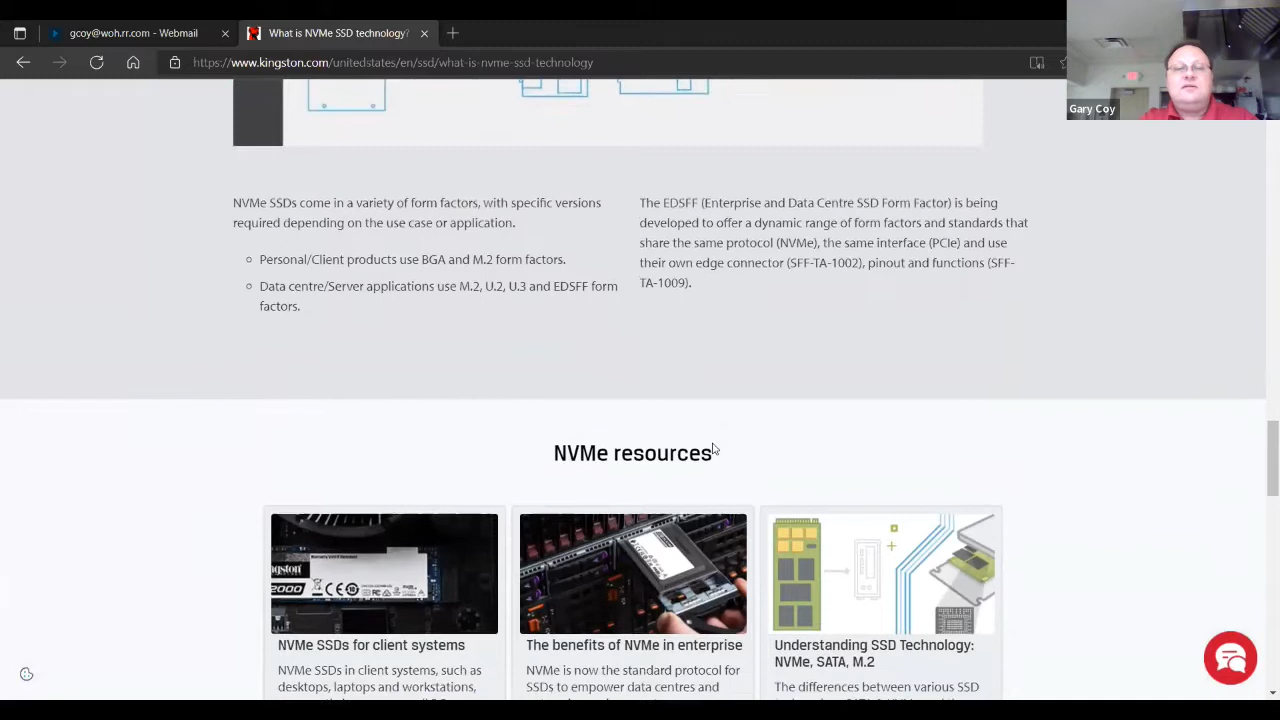 gcoy@woh.rr.com - Webmail
What is NVMe SSD technology?
https://www.kingston.com/unitedstates/en/ssd/what-is-nvme-ssd-technology
Gary Coy
NVMe SSDs come in a variety of form factors, with specific versions
required depending on the use case or application.
Personal/Client products use BGA and M.2 form factors.
Data centre/Server applications use M.2, U.2, U.3 and EDSFF form
factors.
The EDSFF (Enterprise and Data Centre SSD Form Factor) is being
developed to offer a dynamic range of form factors and standards that
share the same protocol (NVMe), the same interface (PCIe) and use
their own edge connector (SFF-TA-1002), pinout and functions (SFF-
TA-1009).
NVMe resources
NVMe SSDs for client systems
NVMe SSDs in client systems, such as
desktops, laptops and workstations,
The benefits of NVMe in enterprise
NVMe is now the standard protocol for
SSDs to empower data centres and
Understanding SSD Technology:
NVMe, SATA, M.2
The differences between various SSD